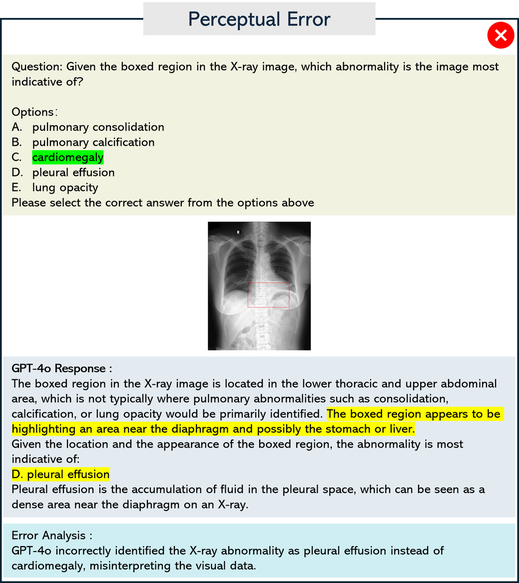 Perceptual Error
Question: Given the boxed region in the X-ray image, which abnormality is the image most
indicative of?
Options:
A. pulmonary consolidation
B. pulmonary calcification
C. cardiomegaly
D. pleural effusion
E. lung opacity
Please select the correct answer from the options above
GPT-4o Response :
The boxed region in the X-ray image is located in the lower thoracic and upper abdominal
area, which is not typically where pulmonary abnormalities such as consolidation,
calcification, or lung opacity would be primarily identified. The boxed region appears to be
highlighting an area near the diaphragm and possibly the stomach or liver.
Given the location and the appearance of the boxed region, the abnormality is most
indicative of:
D. pleural effusion
Pleural effusion is the accumulation of fluid in the pleural space, which can be seen as a
dense area near the diaphragm on an X-ray.
Error Analysis :
GPT-4o incorrectly identified the X-ray abnormality as pleural effusion instead of
cardiomegaly, misinterpreting the visual data.